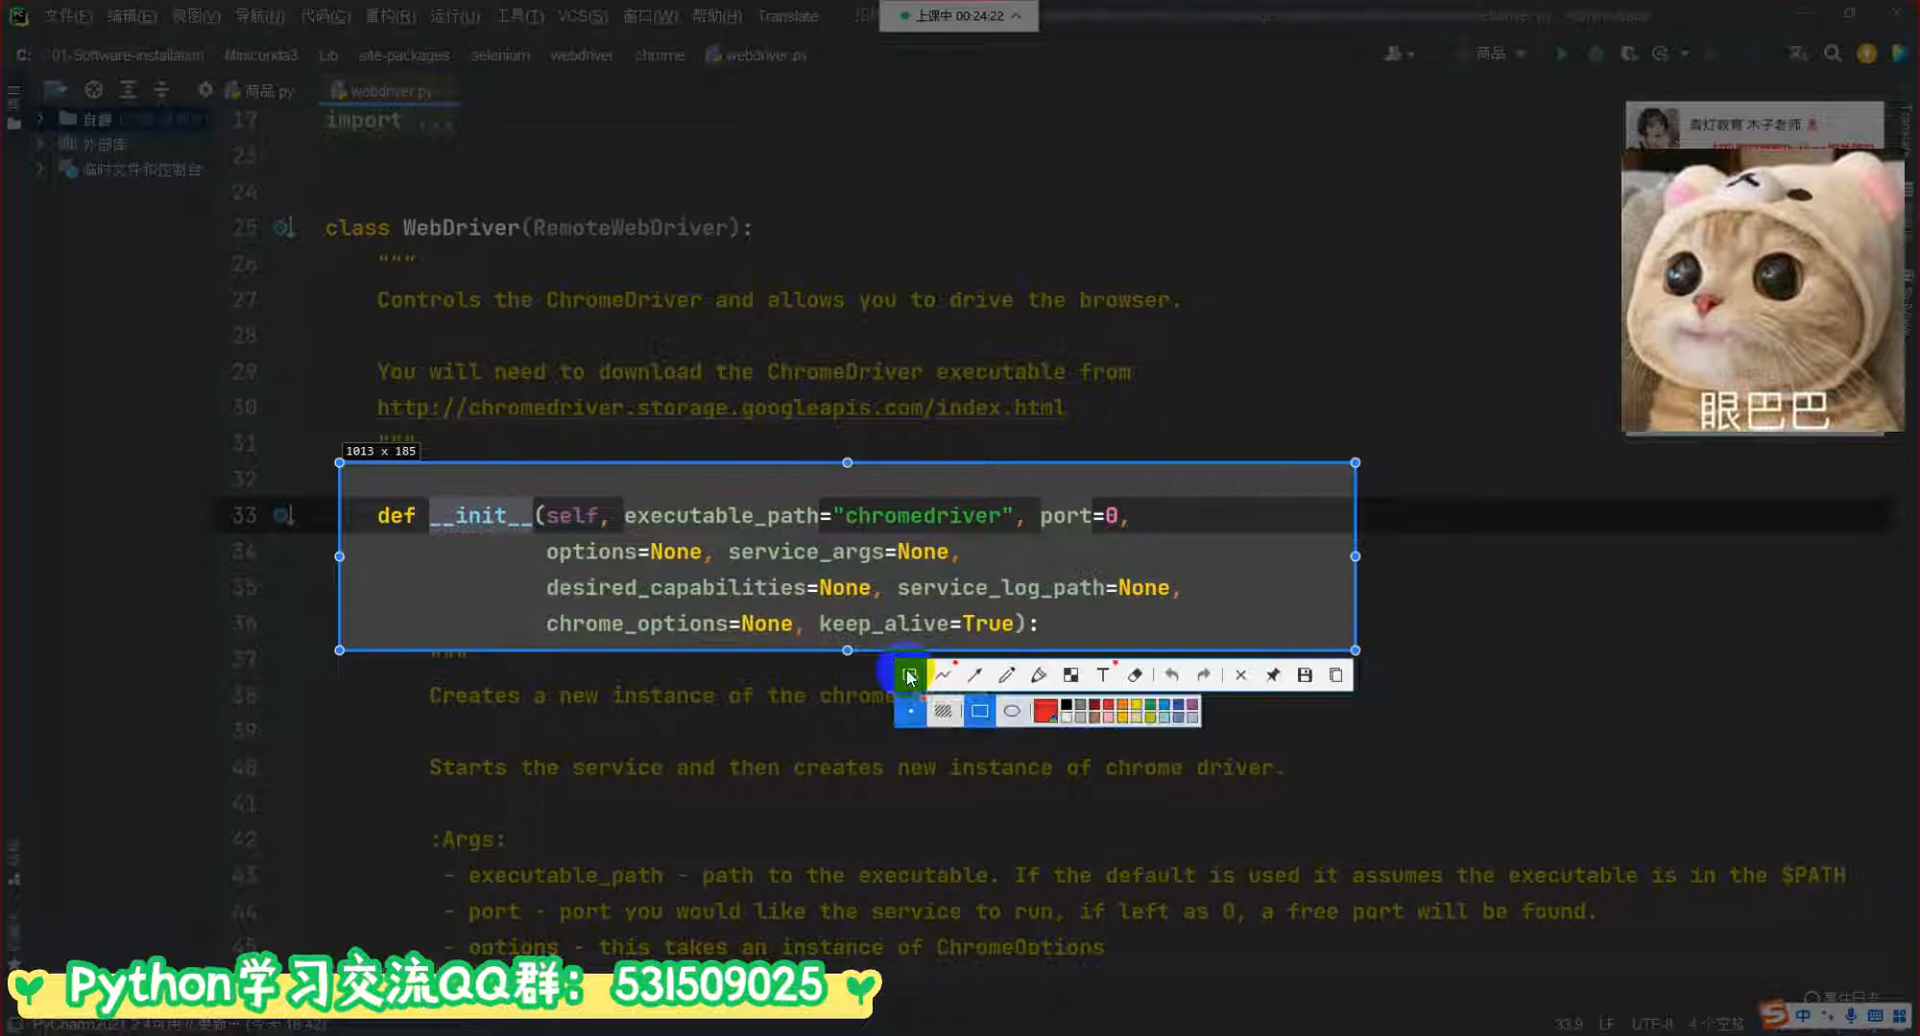 文件(F) 编辑(E) 视图(V) 导航(N) 代码(C) 重构(R) 运行(U) 工具(T) VCS(S) 窗口(W) 帮助(H) Translate
上课中 00:24:22
C: 01-Software-installation Miniconda3 Lib site-packages selenium webdriver chrome webdriver.py
商品
商品.py webdriver.py
外部库
临时文件和控制台
青灯教育 木子老师
眼巴巴
17 import ...
23
24
25 class WebDriver(RemoteWebDriver):
26 """
27 Controls the ChromeDriver and allows you to drive the browser.
28
29 You will need to download the ChromeDriver executable from
30 http://chromedriver.storage.googleapis.com/index.html
31 """
1013 x 185
32
33 def __init__(self, executable_path="chromedriver", port=0,
34 options=None, service_args=None,
35 desired_capabilities=None, service_log_path=None,
36 chrome_options=None, keep_alive=True):
37 """
38 Creates a new instance of the chrome
39
40 Starts the service and then creates new instance of chrome driver.
41
42 :Args:
43 - executable_path - path to the executable. If the default is used it assumes the executable is in the $PATH
44 - port - port you would like the service to run, if left as 0, a free port will be found.
45 - options - this takes an instance of ChromeOptions
Python学习交流QQ群：531509025
33:9 LF UTF-8 4个空格
中